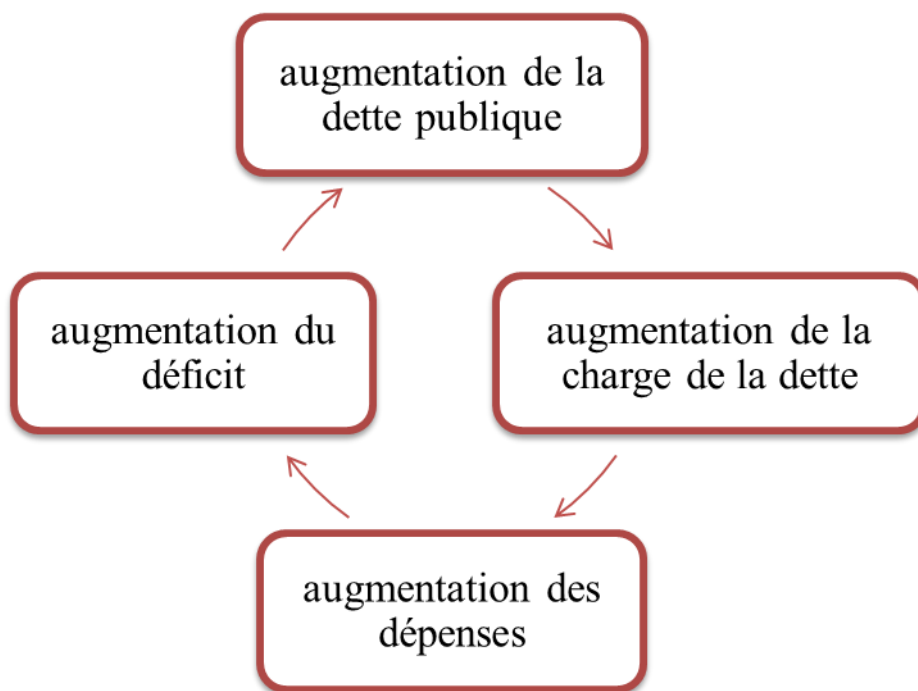 augmentation de la
dette publique
augmentation du
déficit
augmentation de la
charge de la dette
augmentation des
dépenses